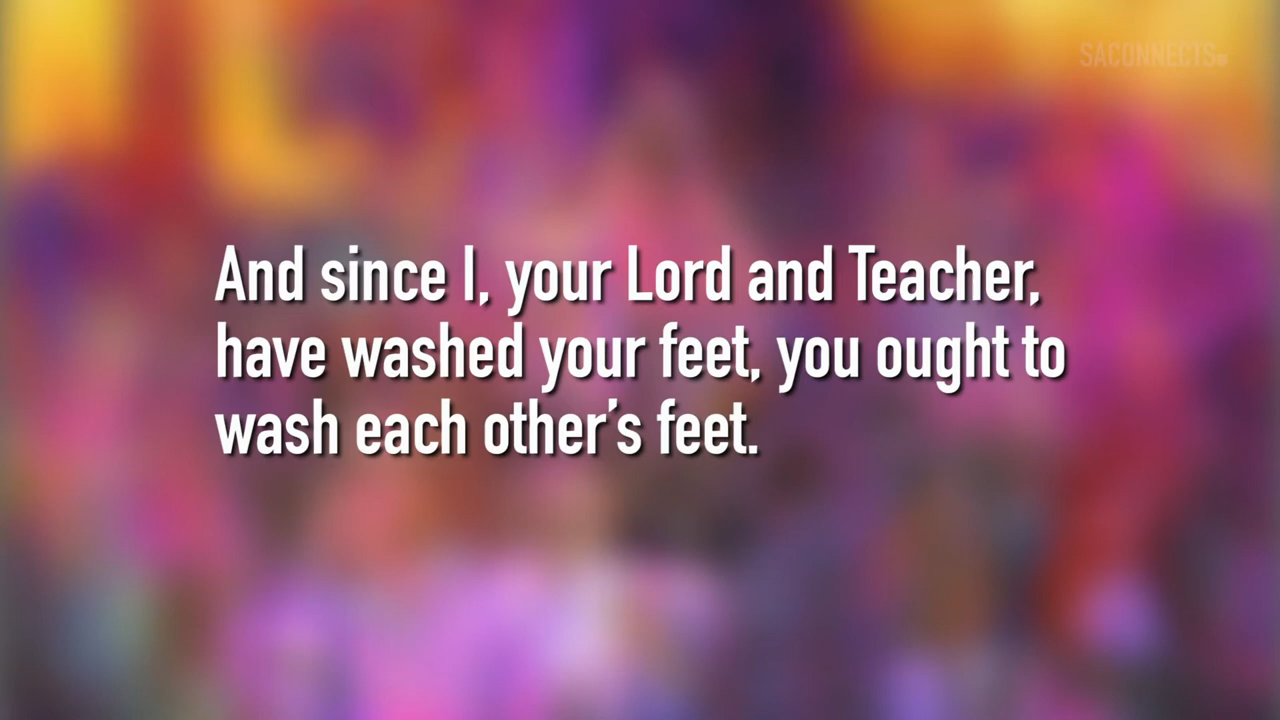 SACONNECTS
And since I, your Lord and Teacher,
have washed your feet, you ought to
wash each other's feet.